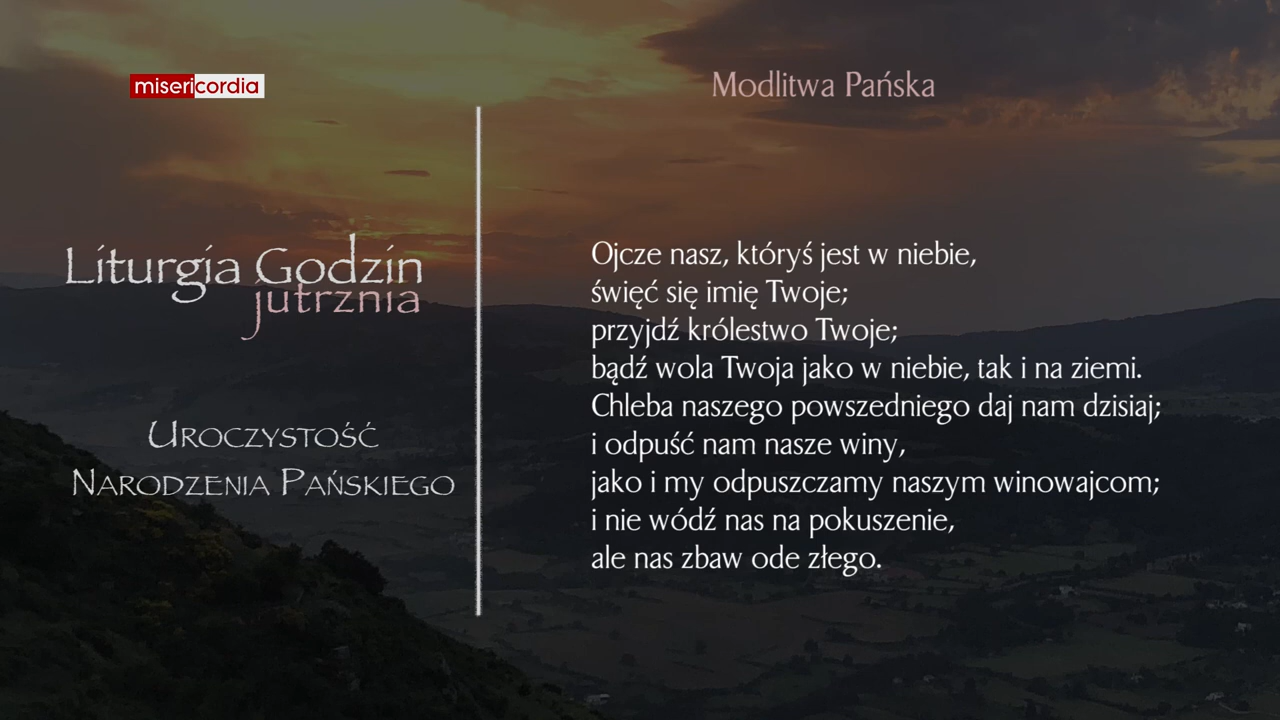 misericordia
Modlitwa Pańska
Liturgia Godzin
jutrznia
Uroczystość
Narodzenia Pańskiego
Ojcze nasz, któryś jest w niebie,
święć się imię Twoje;
przyjdź królestwo Twoje;
bądź wola Twoja jako w niebie, tak i na ziemi.
Chleba naszego powszedniego daj nam dzisiaj;
i odpuść nam nasze winy,
jako i my odpuszczamy naszym winowajcom;
i nie wódź nas na pokuszenie,
ale nas zbaw ode złego.